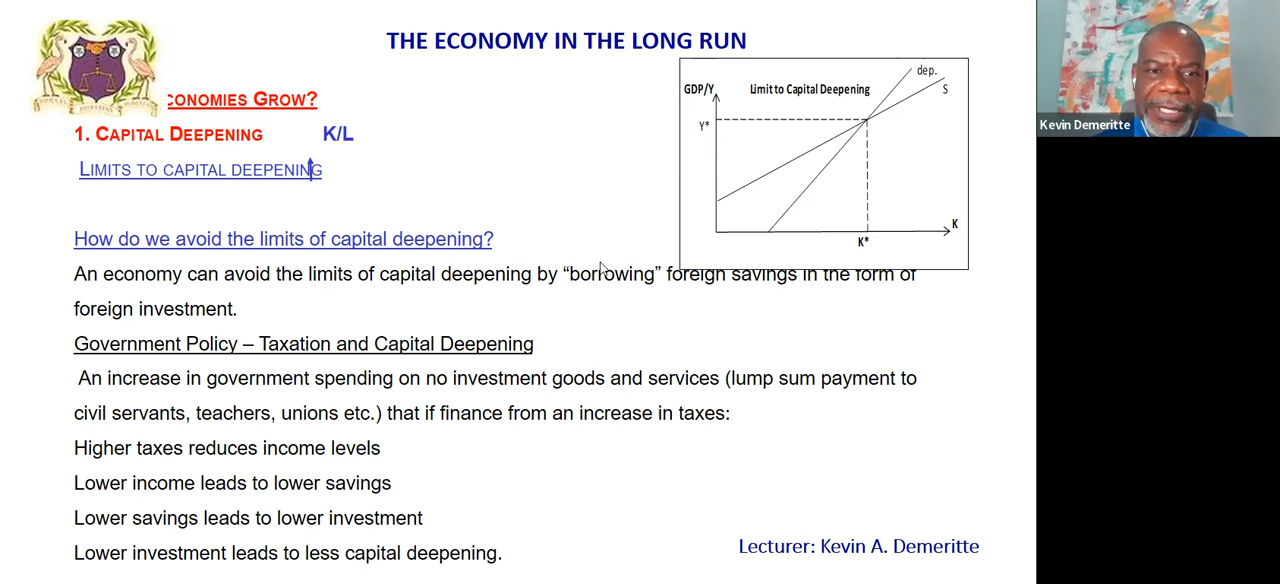 THE ECONOMY IN THE LONG RUN
CONOMIES GROW?
1. CAPITAL DEEPENING K/L
LIMITS TO CAPITAL DEEPENING
dep.
GDP/Y
Limit to Capital Deepening
S
Y*
K
K*
Kevin Demeritte
How do we avoid the limits of capital deepening?
An economy can avoid the limits of capital deepening by “borrowing” foreign savings in the form of
foreign investment.
Government Policy – Taxation and Capital Deepening
An increase in government spending on no investment goods and services (lump sum payment to
civil servants, teachers, unions etc.) that if finance from an increase in taxes:
Higher taxes reduces income levels
Lower income leads to lower savings
Lower savings leads to lower investment
Lower investment leads to less capital deepening.
Lecturer: Kevin A. Demeritte